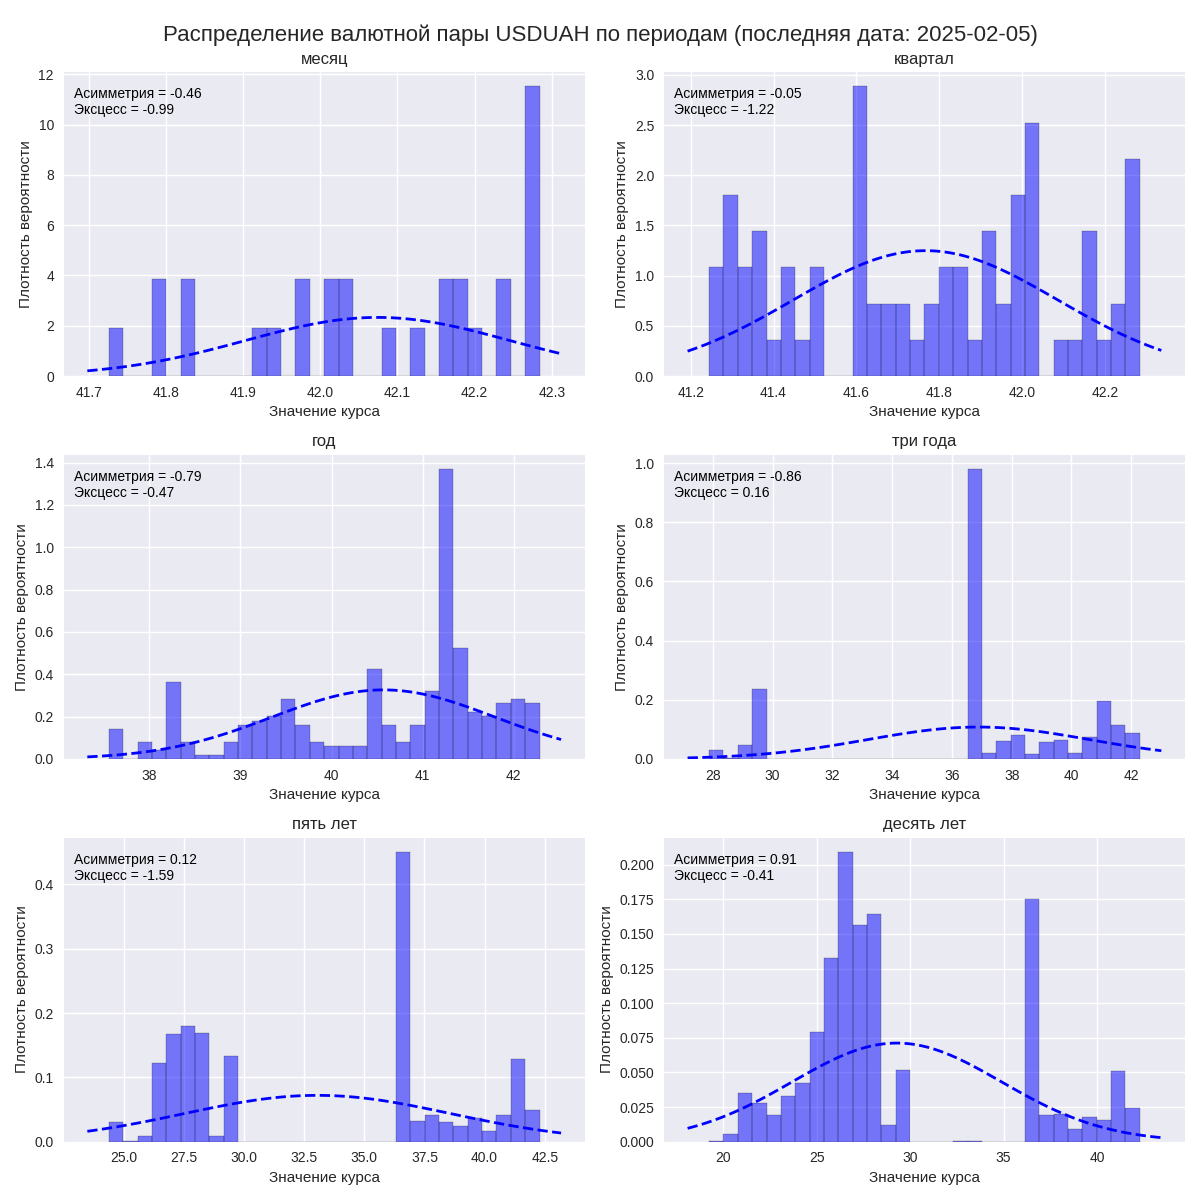 Распределение валютной пары USDUAH по периодам (последняя дата: 2025-02-05)
месяц
Асимметрия = -0.46
Эксцесс = -0.99
Плотность вероятности
12
10
8
6
4
2
0
41.7 41.8 41.9 42.0 42.1 42.2 42.3
Значение курса
квартал
Асимметрия = -0.05
Эксцесс = -1.22
Плотность вероятности
3.0
2.5
2.0
1.5
1.0
0.5
0.0
41.2 41.4 41.6 41.8 42.0 42.2
Значение курса
год
Асимметрия = -0.79
Эксцесс = -0.47
Плотность вероятности
1.4
1.2
1.0
0.8
0.6
0.4
0.2
0.0
38 39 40 41 42
Значение курса
три года
Асимметрия = -0.86
Эксцесс = 0.16
Плотность вероятности
1.0
0.8
0.6
0.4
0.2
0.0
28 30 32 34 36 38 40 42
Значение курса
пять лет
Асимметрия = 0.12
Эксцесс = -1.59
Плотность вероятности
0.4
0.3
0.2
0.1
0.0
25.0 27.5 30.0 32.5 35.0 37.5 40.0 42.5
Значение курса
десять лет
Асимметрия = 0.91
Эксцесс = -0.41
Плотность вероятности
0.200
0.175
0.150
0.125
0.100
0.075
0.050
0.025
0.000
20 25 30 35 40
Значение курса